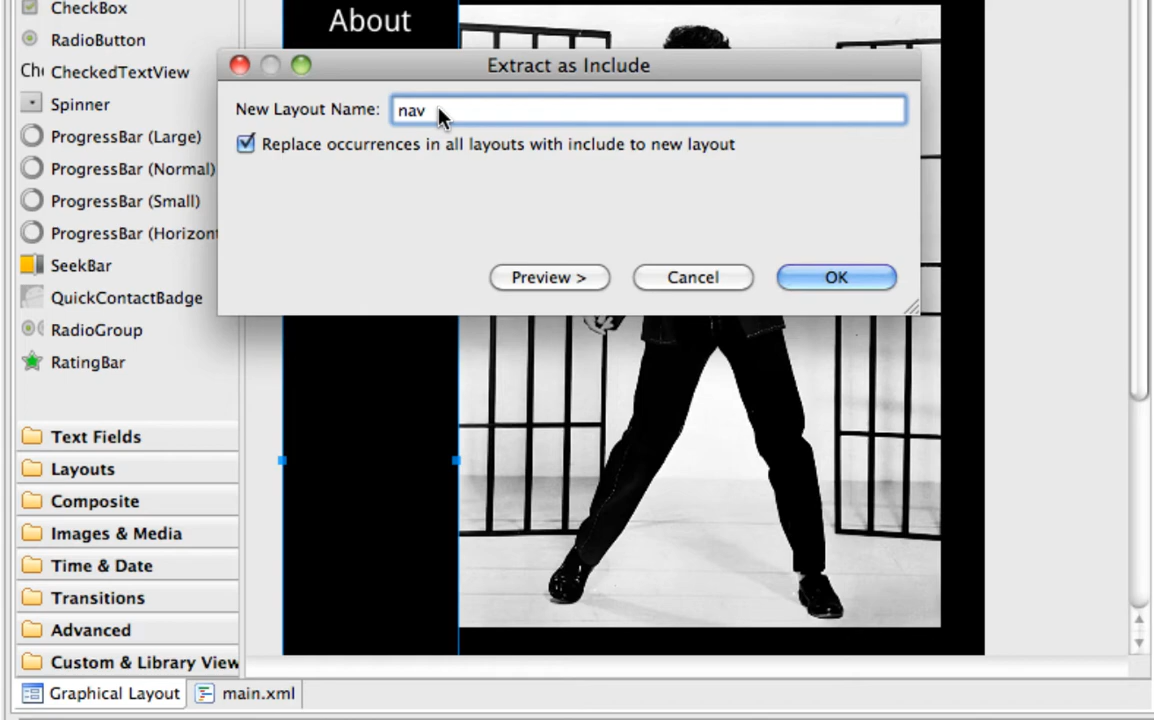 CheckBox
About
RadioButton
Extract as Include
CheckedTextView
New Layout Name: nav
Spinner
Replace occurrences in all layouts with include to new layout
ProgressBar (Large)
ProgressBar (Normal)
ProgressBar (Small)
ProgressBar (Horizon
SeekBar
Preview >
Cancel
OK
QuickContactBadge
RadioGroup
RatingBar
Text Fields
Layouts
Composite
Images & Media
Time & Date
Transitions
Advanced
Custom & Library View
Graphical Layout
main.xml